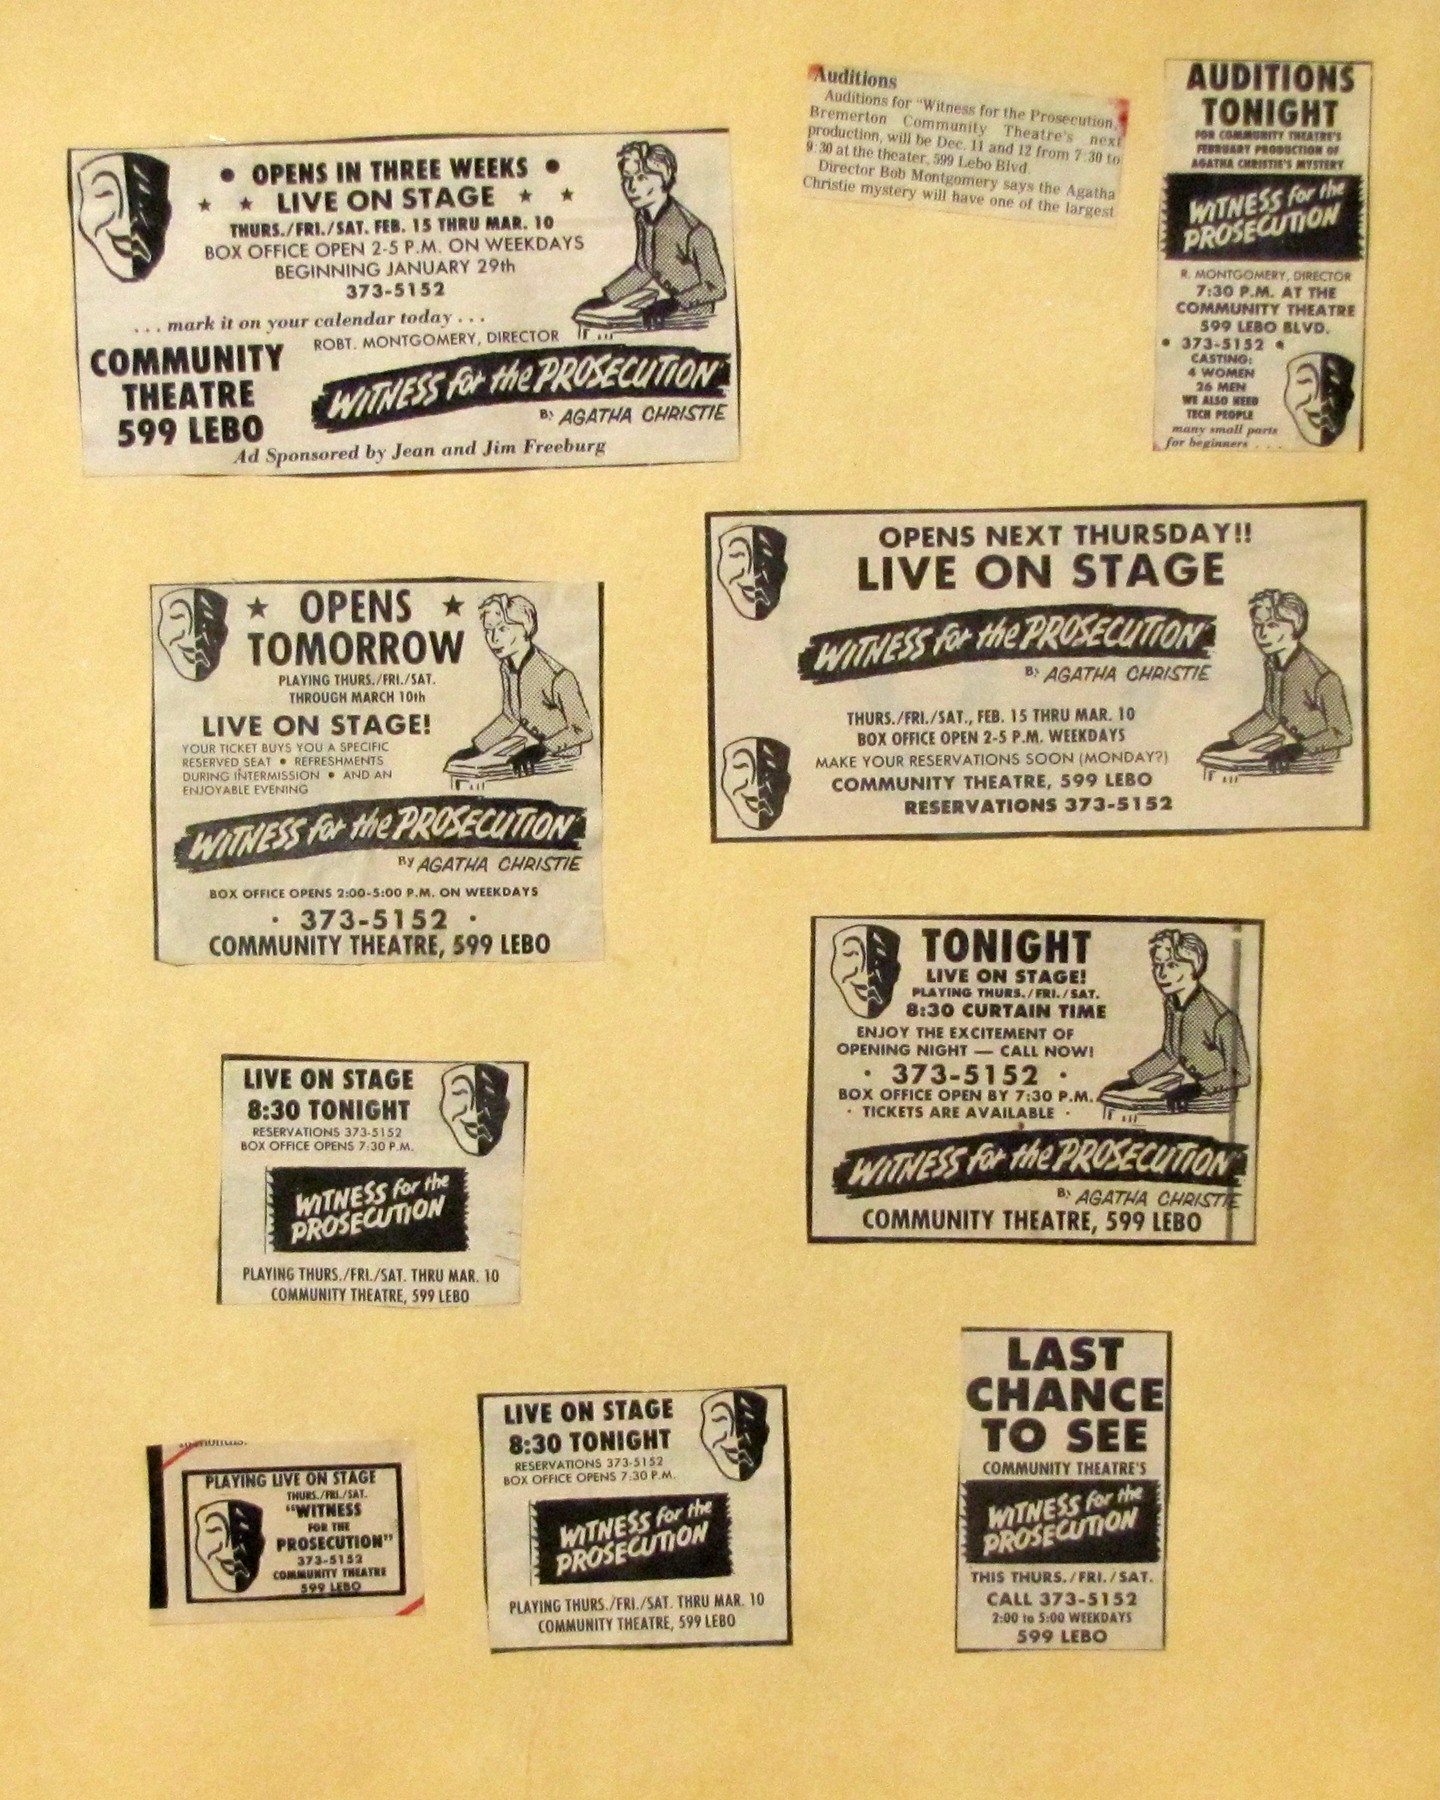 Auditions
Auditions for "Witness for the Prosecution,
Bremerton Community Theatre's next
production, will be Dec. 11 and 12 from 7:30 to
9:30 at the theater, 599 Lebo Blvd.
Director Bob Montgomery says the Agatha
Christie mystery will have one of the largest
AUDITIONS
TONIGHT
FOR COMMUNITY THEATRE'S
FEBRUARY PRODUCTION OF
AGATHA CHRISTIE'S MYSTERY
WITNESS for the
PROSECUTION
R. MONTGOMERY, DIRECTOR
7:30 P.M. AT THE
COMMUNITY THEATRE
599 LEBO BLVD.
• 373-5152 •
CASTING:
4 WOMEN
26 MEN
WE ALSO NEED
TECH PEOPLE
many small parts
for beginners . . .
• OPENS IN THREE WEEKS •
★ ★ LIVE ON STAGE ★ ★
THURS./FRI./SAT. FEB. 15 THRU MAR. 10
BOX OFFICE OPEN 2-5 P.M. ON WEEKDAYS
BEGINNING JANUARY 29th
373-5152
. . . mark it on your calendar today . . .
ROBT. MONTGOMERY, DIRECTOR
COMMUNITY
THEATRE
599 LEBO
WITNESS for the PROSECUTION
By AGATHA CHRISTIE
Ad Sponsored by Jean and Jim Freeburg
OPENS NEXT THURSDAY!!
LIVE ON STAGE
WITNESS for the PROSECUTION
By AGATHA CHRISTIE
THURS./FRI./SAT., FEB. 15 THRU MAR. 10
BOX OFFICE OPEN 2-5 P.M. WEEKDAYS
MAKE YOUR RESERVATIONS SOON (MONDAY?)
COMMUNITY THEATRE, 599 LEBO
RESERVATIONS 373-5152
★ OPENS ★
TOMORROW
PLAYING THURS./FRI./SAT.
THROUGH MARCH 10th
LIVE ON STAGE!
YOUR TICKET BUYS YOU A SPECIFIC
RESERVED SEAT • REFRESHMENTS
DURING INTERMISSION • AND AN
ENJOYABLE EVENING
WITNESS for the PROSECUTION
By AGATHA CHRISTIE
BOX OFFICE OPENS 2:00-5:00 P.M. ON WEEKDAYS
· 373-5152 ·
COMMUNITY THEATRE, 599 LEBO
TONIGHT
LIVE ON STAGE!
PLAYING THURS./FRI./SAT.
8:30 CURTAIN TIME
ENJOY THE EXCITEMENT OF
OPENING NIGHT — CALL NOW!
· 373-5152 ·
BOX OFFICE OPEN BY 7:30 P.M.
· TICKETS ARE AVAILABLE ·
WITNESS for the PROSECUTION
By AGATHA CHRISTIE
COMMUNITY THEATRE, 599 LEBO
LIVE ON STAGE
8:30 TONIGHT
RESERVATIONS 373-5152
BOX OFFICE OPENS 7:30 P.M.
WITNESS for the
PROSECUTION
PLAYING THURS./FRI./SAT. THRU MAR. 10
COMMUNITY THEATRE, 599 LEBO
PLAYING LIVE ON STAGE
THURS./FRI./SAT.
"WITNESS
FOR THE
PROSECUTION"
373-5152
COMMUNITY THEATRE
599 LEBO
LIVE ON STAGE
8:30 TONIGHT
RESERVATIONS 373-5152
BOX OFFICE OPENS 7:30 P.M.
WITNESS for the
PROSECUTION
PLAYING THURS./FRI./SAT. THRU MAR. 10
COMMUNITY THEATRE, 599 LEBO
LAST
CHANCE
TO SEE
COMMUNITY THEATRE'S
WITNESS for the
PROSECUTION
THIS THURS./FRI./SAT.
CALL 373-5152
2:00 to 5:00 WEEKDAYS
599 LEBO